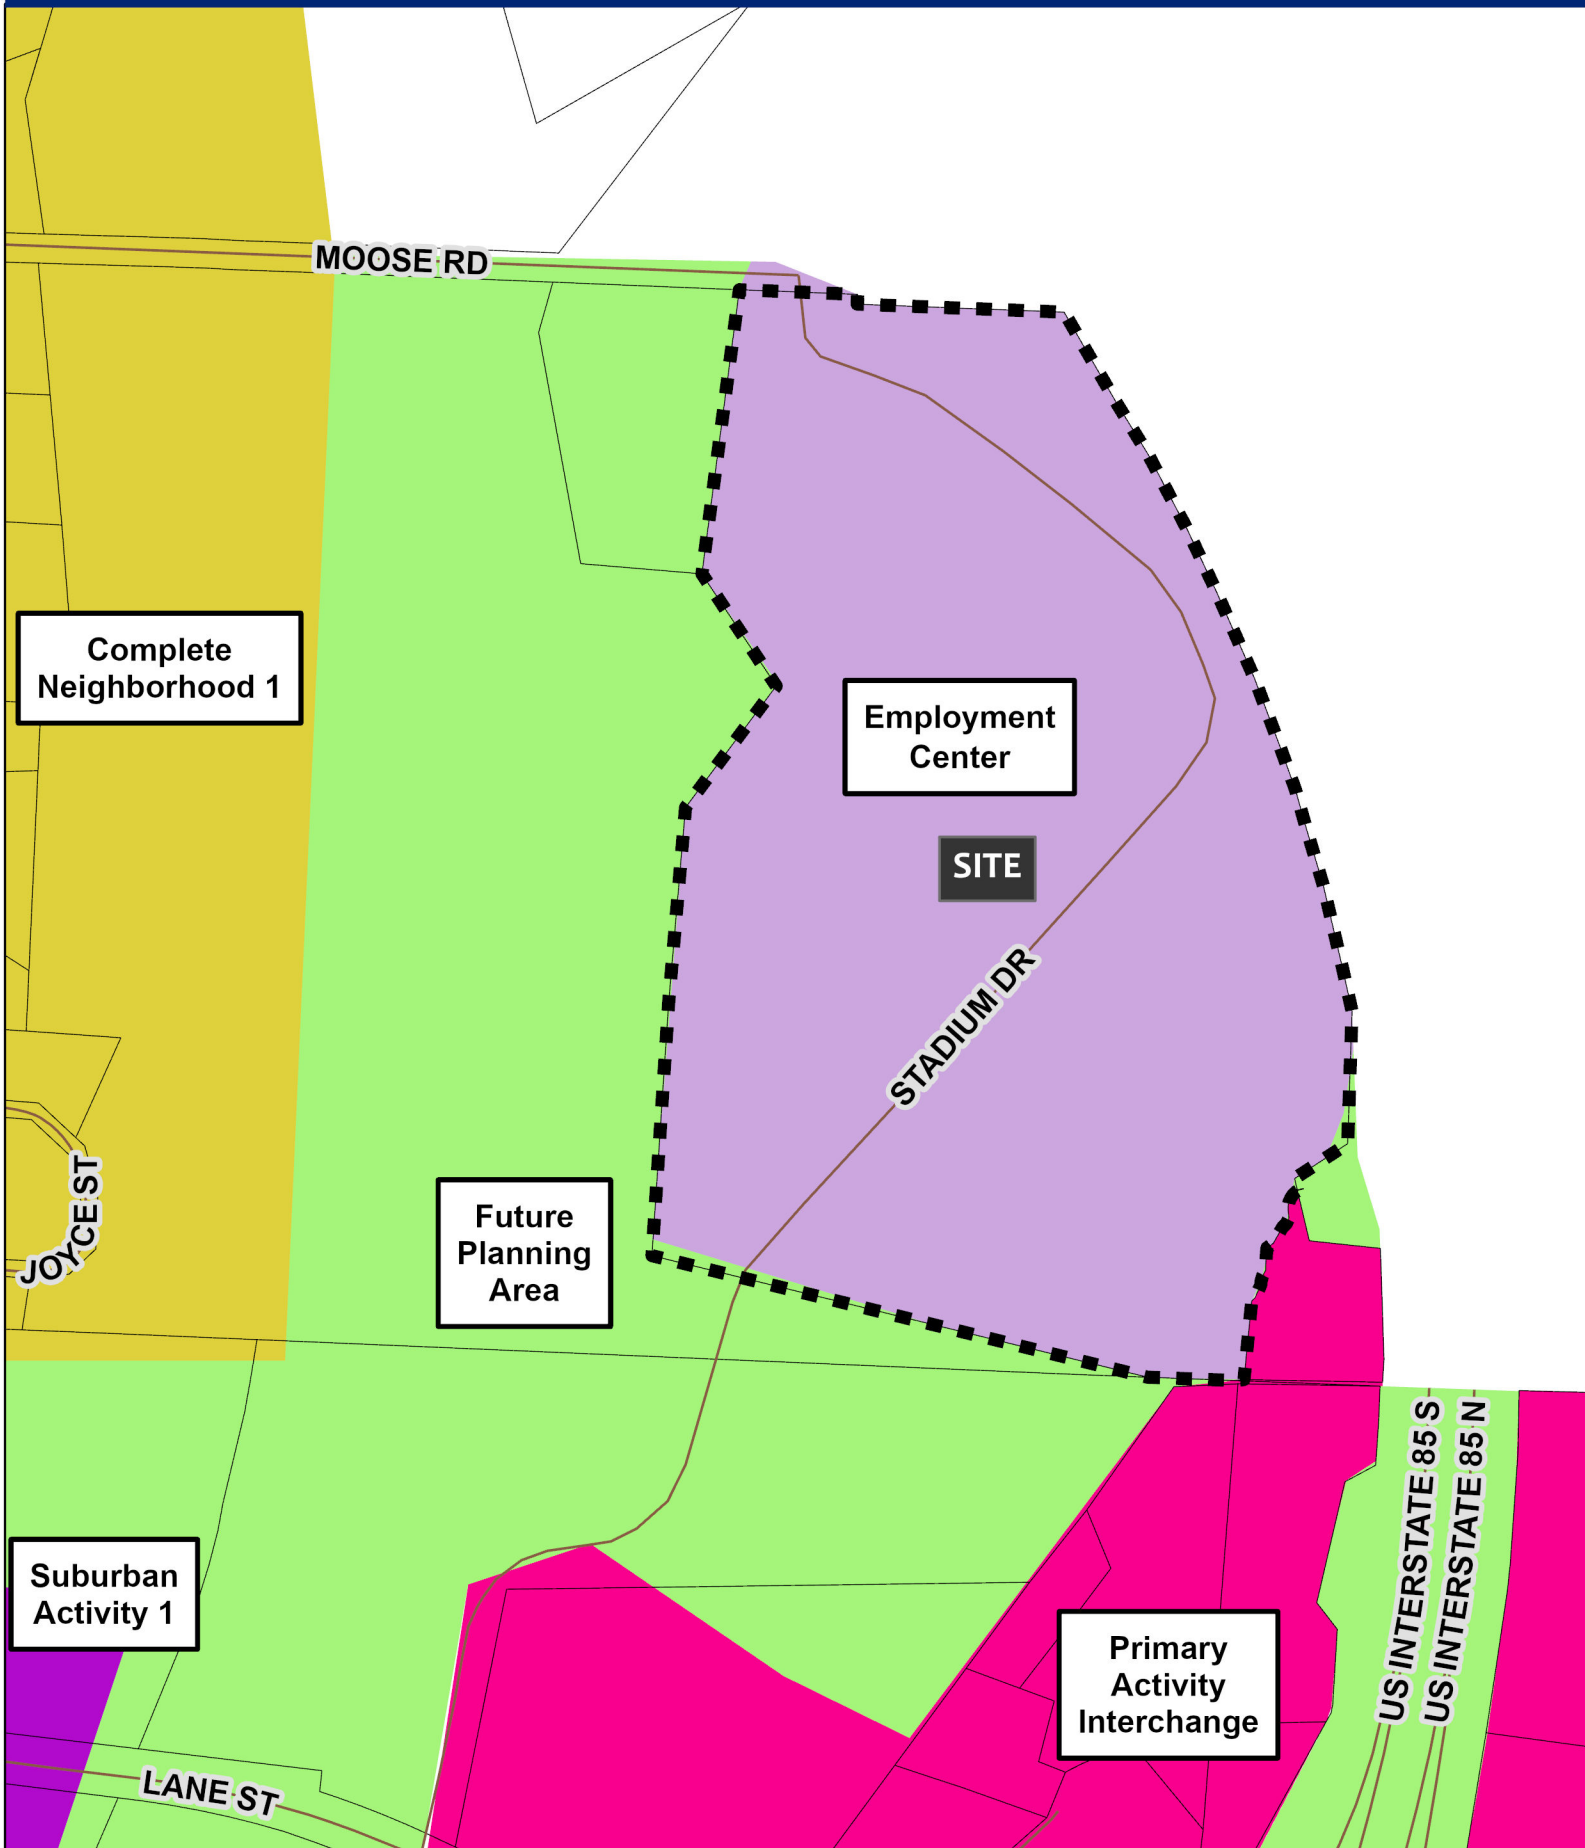 MOOSE RD
Complete
Neighborhood 1
Employment
Center
SITE
STADIUM DR
JOYCE ST
Future
Planning
Area
US INTERSTATE 85 S
US INTERSTATE 85 N
Suburban
Activity 1
Primary
Activity
Interchange
LANE ST